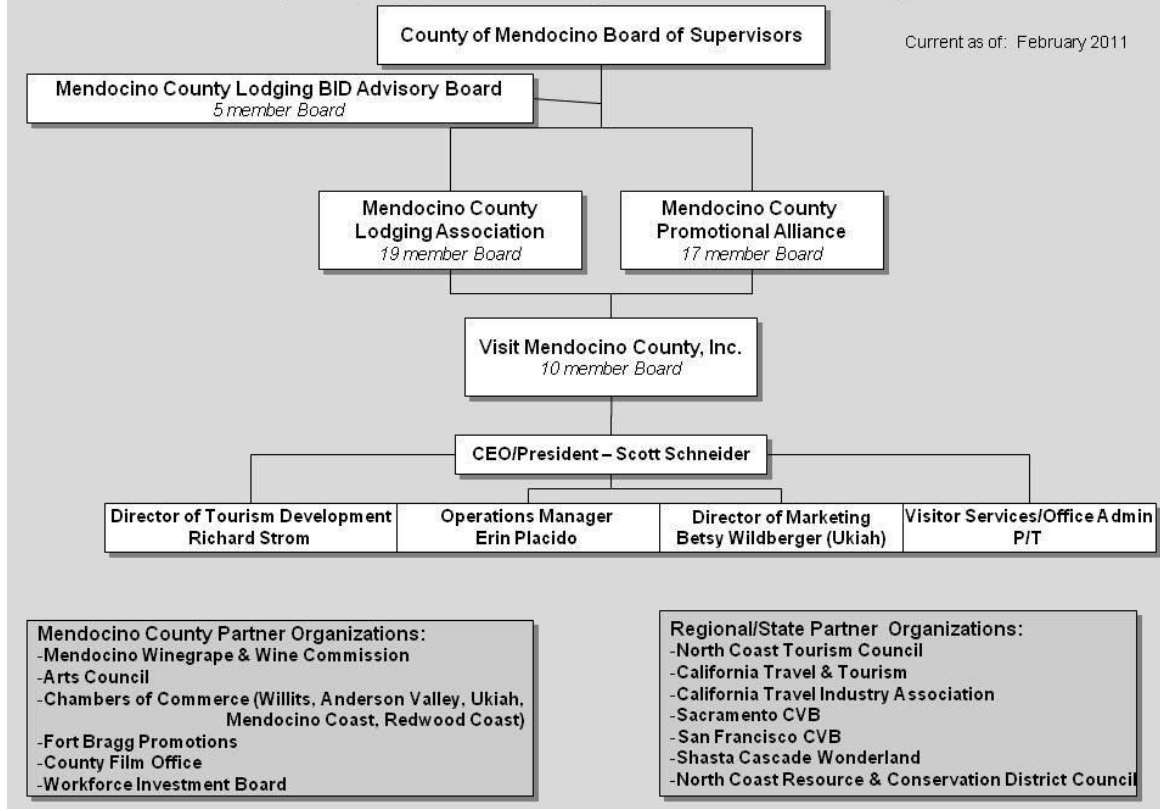 County of Mendocino Board of Supervisors
Current as of: February 2011
Mendocino County Lodging BID Advisory Board
5 member Board
Mendocino County
Lodging Association
19 member Board
Mendocino County
Promotional Alliance
17 member Board
Visit Mendocino County, Inc.
10 member Board
CEO/President – Scott Schneider
Director of Tourism Development
Richard Strom
Operations Manager
Erin Placido
Director of Marketing
Betsy Wildberger (Ukiah)
Visitor Services/Office Admin
P/T
Mendocino County Partner Organizations:
-Mendocino Winegrape & Wine Commission
-Arts Council
-Chambers of Commerce (Willits, Anderson Valley, Ukiah,
Mendocino Coast, Redwood Coast)
-Fort Bragg Promotions
-County Film Office
-Workforce Investment Board
Regional/State Partner Organizations:
-North Coast Tourism Council
-California Travel & Tourism
-California Travel Industry Association
-Sacramento CVB
-San Francisco CVB
-Shasta Cascade Wonderland
-North Coast Resource & Conservation District Council